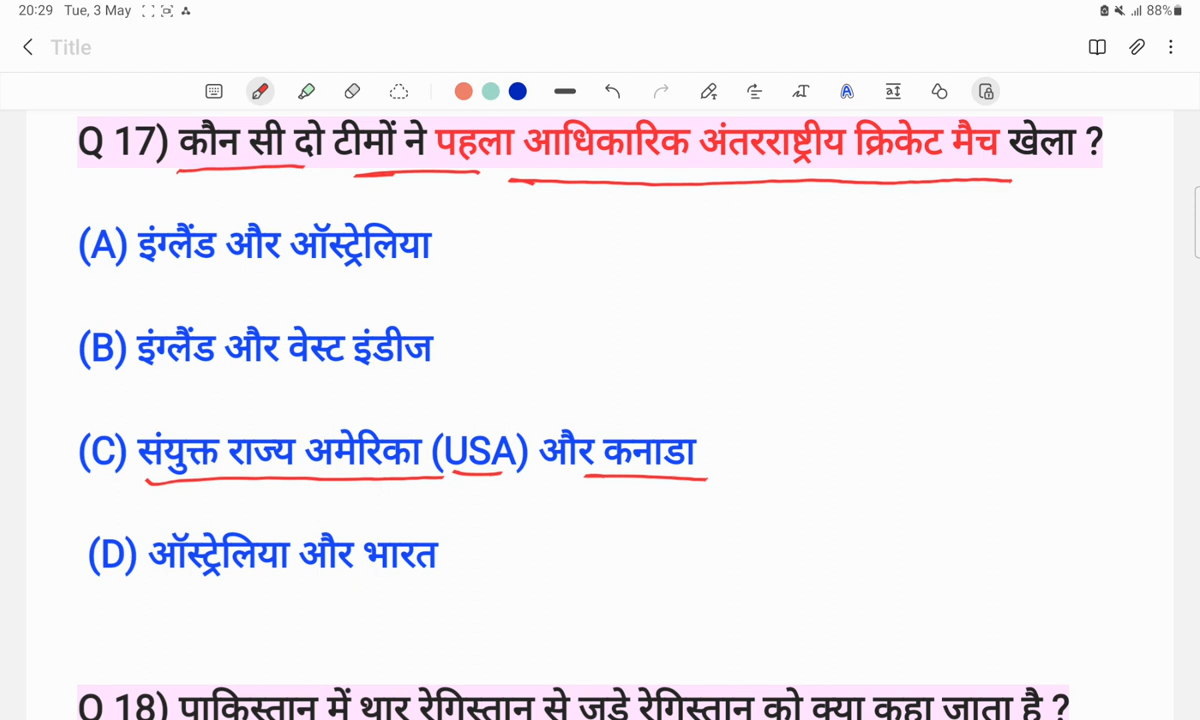 20:29 Tue, 3 May 88%
Title
Q 17) कौन सी दो टीमों ने पहला आधिकारिक अंतरराष्ट्रीय क्रिकेट मैच खेला ?
(A) इंग्लैंड और ऑस्ट्रेलिया
(B) इंग्लैंड और वेस्ट इंडीज
(C) संयुक्त राज्य अमेरिका (USA) और कनाडा
(D) ऑस्ट्रेलिया और भारत
Q 18) पाकिस्तान में थार रेगिस्तान से जुड़े रेगिस्तान को क्या कहा जाता है ?